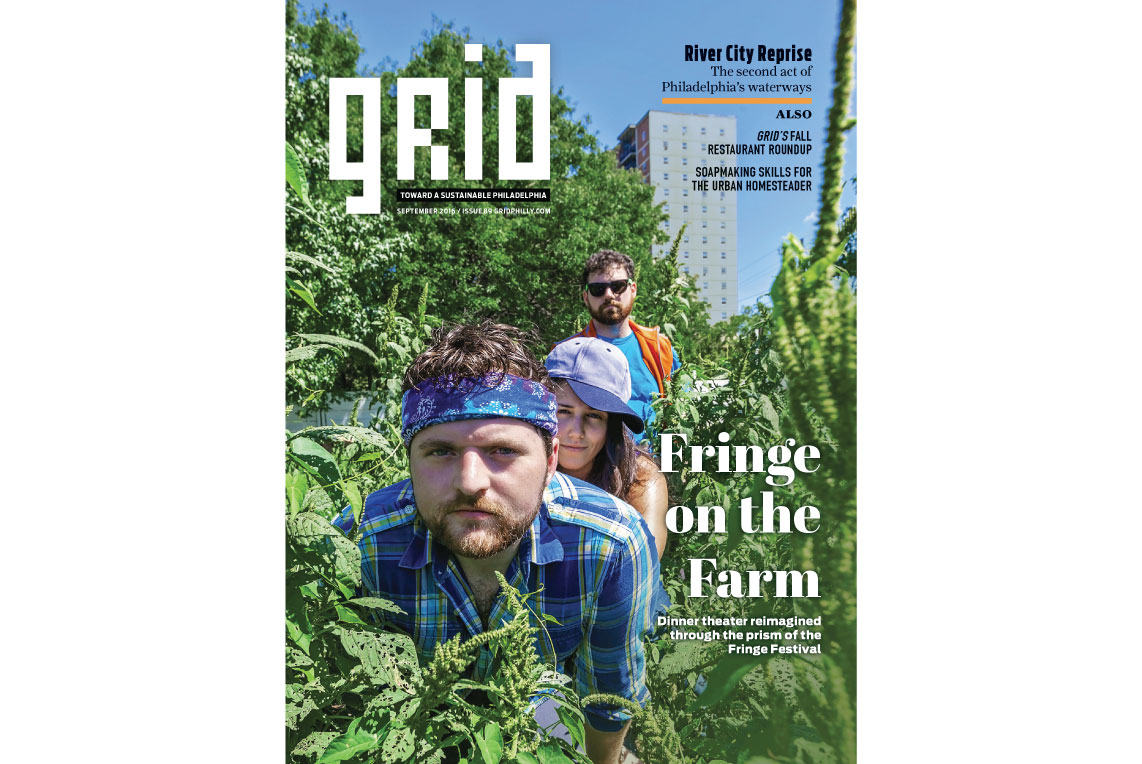 grid
TOWARD A SUSTAINABLE PHILADELPHIA
SEPTEMBER 2016 / ISSUE 89 GRIDPHILLY.COM
River City Reprise
The second act of
Philadelphia's waterways
ALSO
GRID'S FALL
RESTAURANT ROUNDUP
SOAPMAKING SKILLS FOR
THE URBAN HOMESTEADER
Fringe
on the
Farm
Dinner theater reimagined
through the prism of the
Fringe Festival